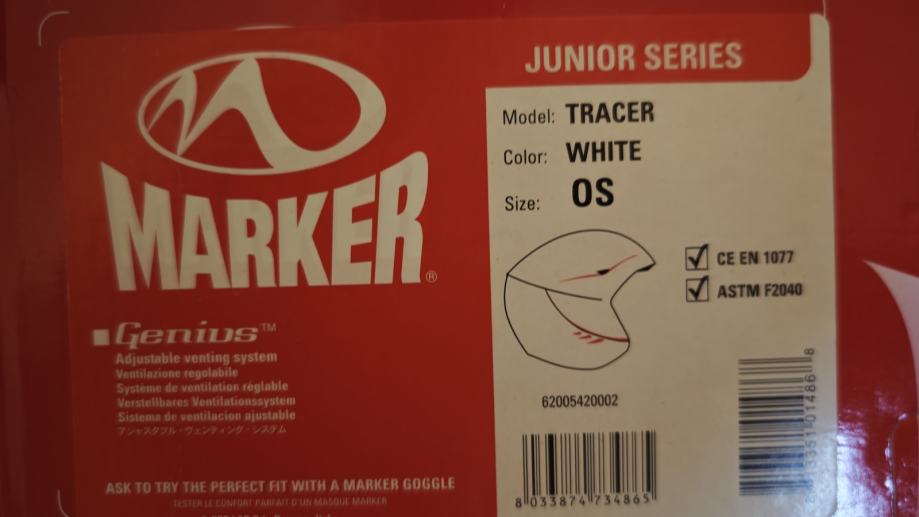 MARKER®
Genius™
Adjustable venting system
Ventilazione regolabile
Système de ventilation réglable
Verstellbares Ventilationssystem
Sistema de ventilacion ajustable
アジャスタブル・ヴェンティング・システム
ASK TO TRY THE PERFECT FIT WITH A MARKER GOGGLE
TESTER LE CONFORT PARFAIT D'UN MASQUE MARKER
JUNIOR SERIES
Model: TRACER
Color: WHITE
Size: OS
CE EN 1077
ASTM F2040
62005420002
8 033874 734865